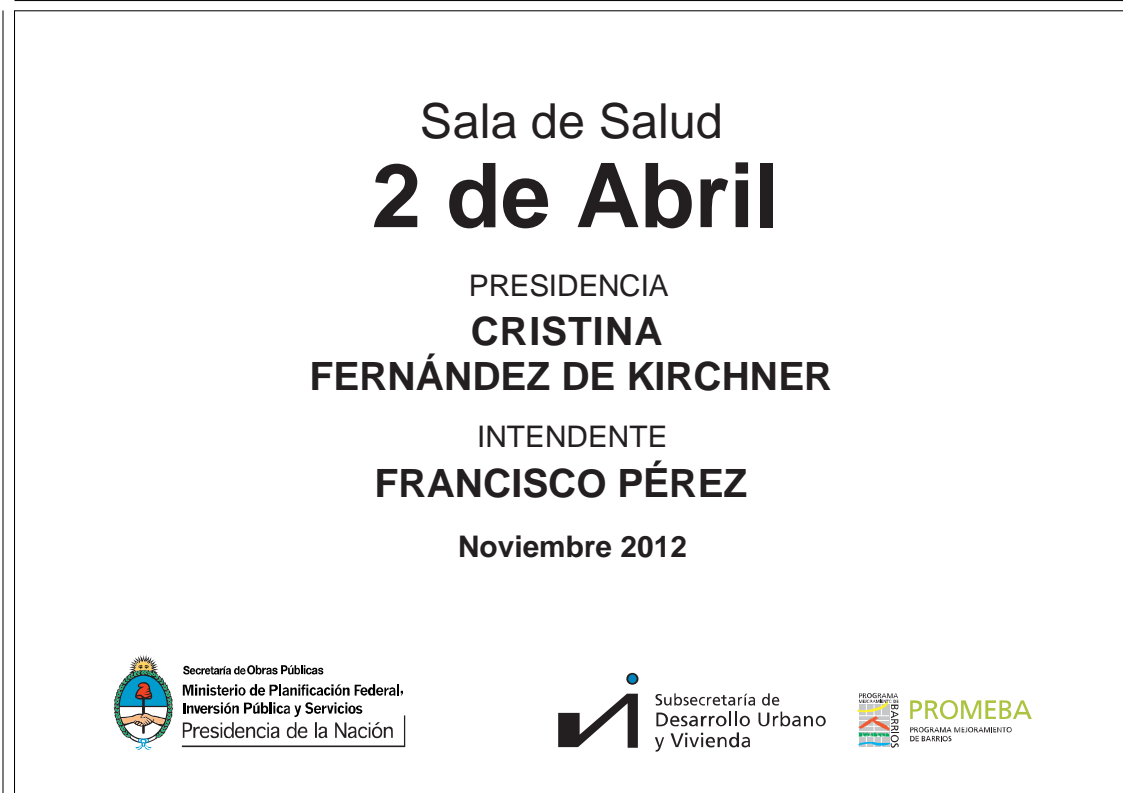 Sala de Salud
2 de Abril
PRESIDENCIA
CRISTINA
FERNÁNDEZ DE KIRCHNER
INTENDENTE
FRANCISCO PÉREZ
Noviembre 2012
Secretaría de Obras Públicas
Ministerio de Planificación Federal,
Inversión Pública y Servicios
Presidencia de la Nación
Subsecretaría de
Desarrollo Urbano
y Vivienda
PROGRAMA
MEJORAMIENTO DE
BARRIOS
PROMEBA
PROGRAMA MEJORAMIENTO
DE BARRIOS